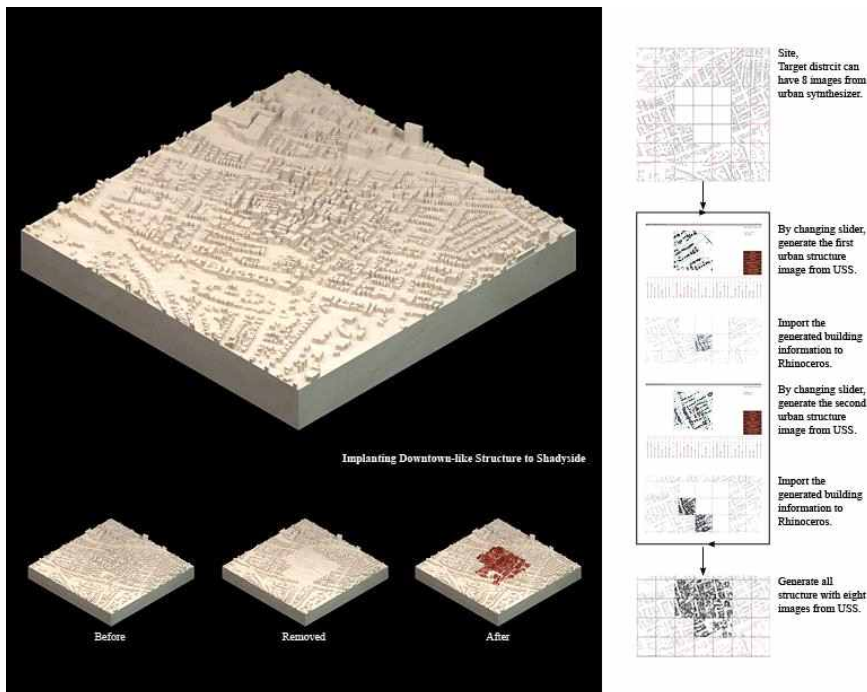 Implanting Downtown-like Structure to Shadyside
Before
Removed
After
Site,
Target distrcit can
have 8 images from
urban sytnthesizer.
By changing slider,
generate the first
urban structure
image from USS.
Import the
generated building
information to
Rhinoceros.
By changing slider,
generate the second
urban structure
image from USS.
Import the
generated building
information to
Rhinoceros.
Generate all
structure with eight
images from USS.